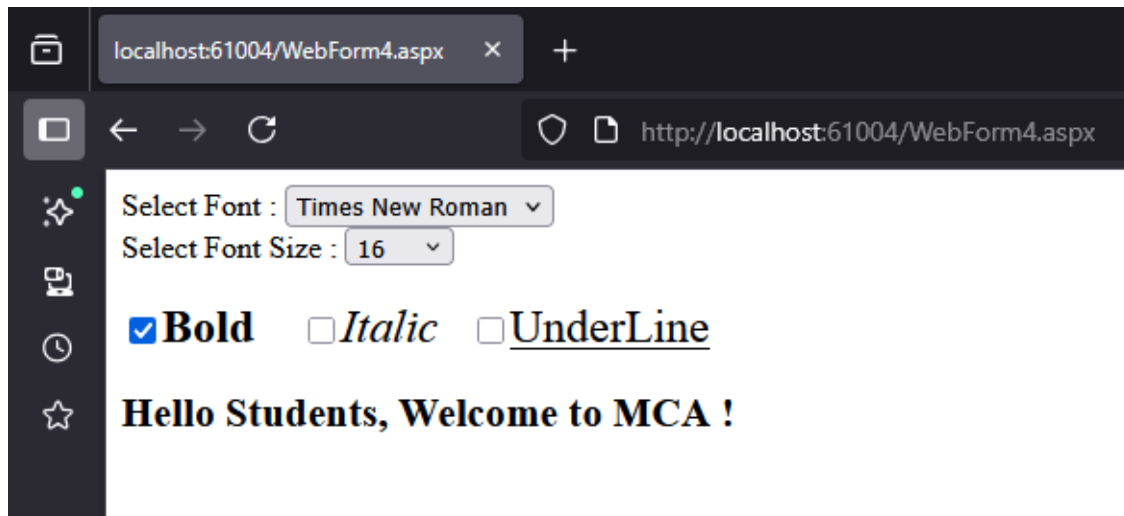 localhost:61004/WebForm4.aspx
http://localhost:61004/WebForm4.aspx
Select Font : Times New Roman
Select Font Size : 16
Bold Italic UnderLine
Hello Students, Welcome to MCA !